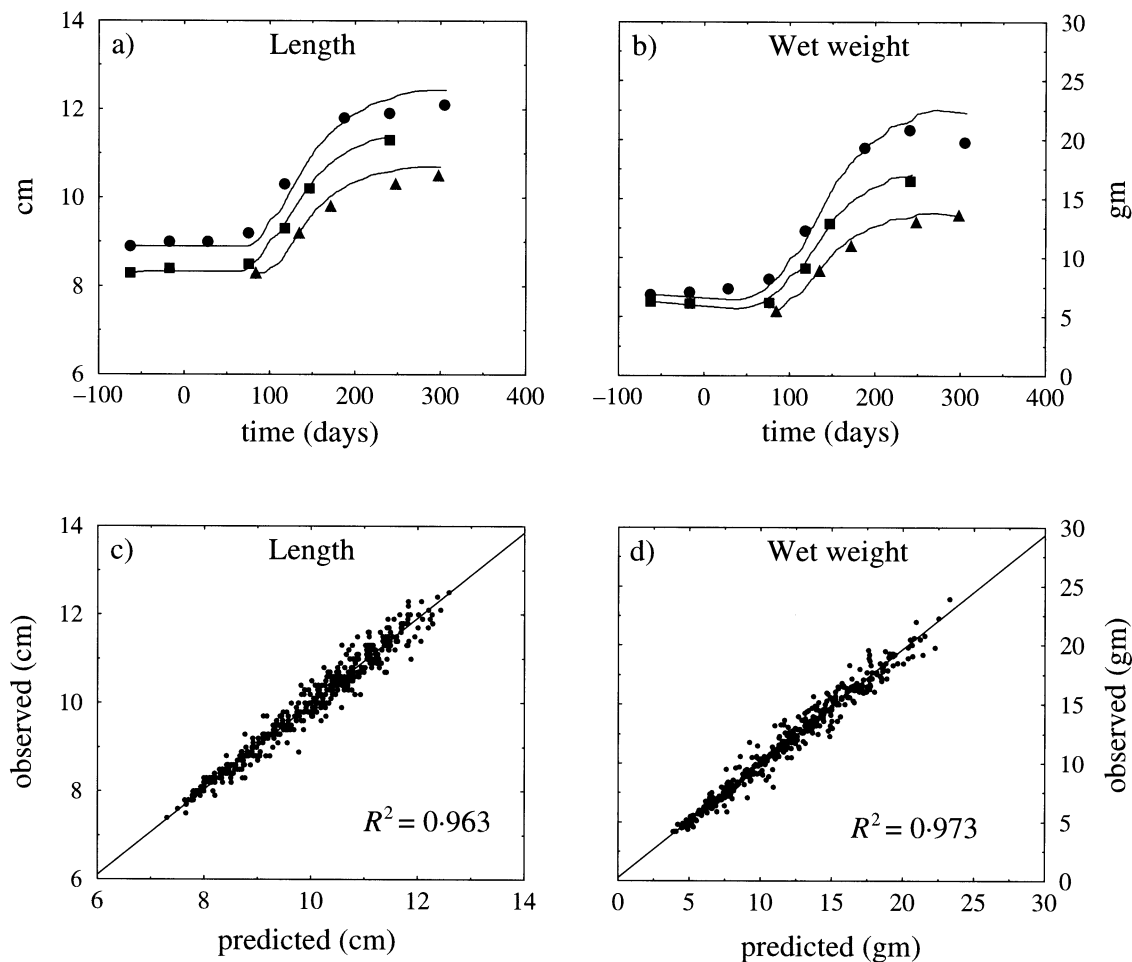 a) Length
14
12
10
8
6
cm
−100 0 100 200 300 400
time (days)
b) Wet weight
30
25
20
15
10
5
0
gm
−100 0 100 200 300 400
time (days)
c) Length
14
12
10
8
6
observed (cm)
R² = 0·963
6 8 10 12 14
predicted (cm)
d) Wet weight
30
25
20
15
10
5
0
observed (gm)
R² = 0·973
0 5 10 15 20 25 30
predicted (gm)